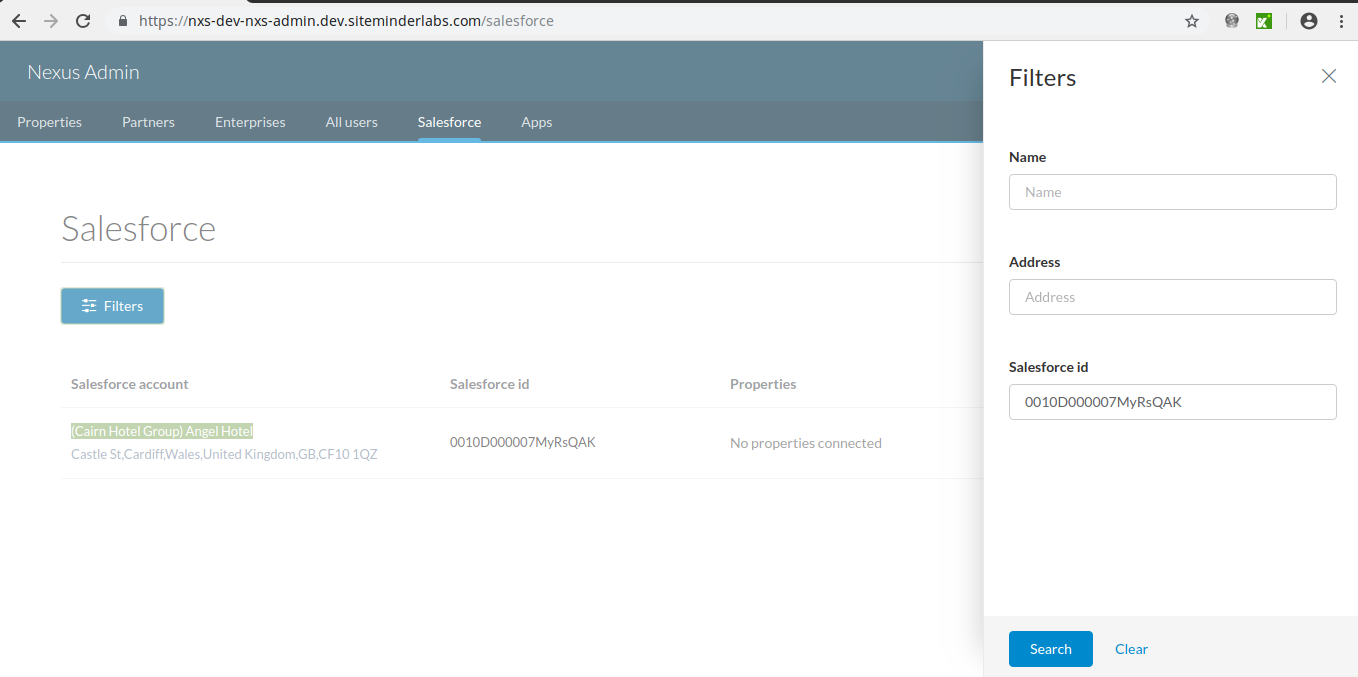 https://nxs-dev-nxs-admin.dev.siteminderlabs.com/salesforce
Nexus Admin
Properties Partners Enterprises All users Salesforce Apps
Salesforce
Filters
Salesforce account Salesforce id Properties
(Cairn Hotel Group) Angel Hotel
Castle St,Cardiff,Wales,United Kingdom,GB,CF10 1QZ
0010D000007MyRsQAK
No properties connected
Filters
Name
Name
Address
Address
Salesforce id
0010D000007MyRsQAK
Search Clear